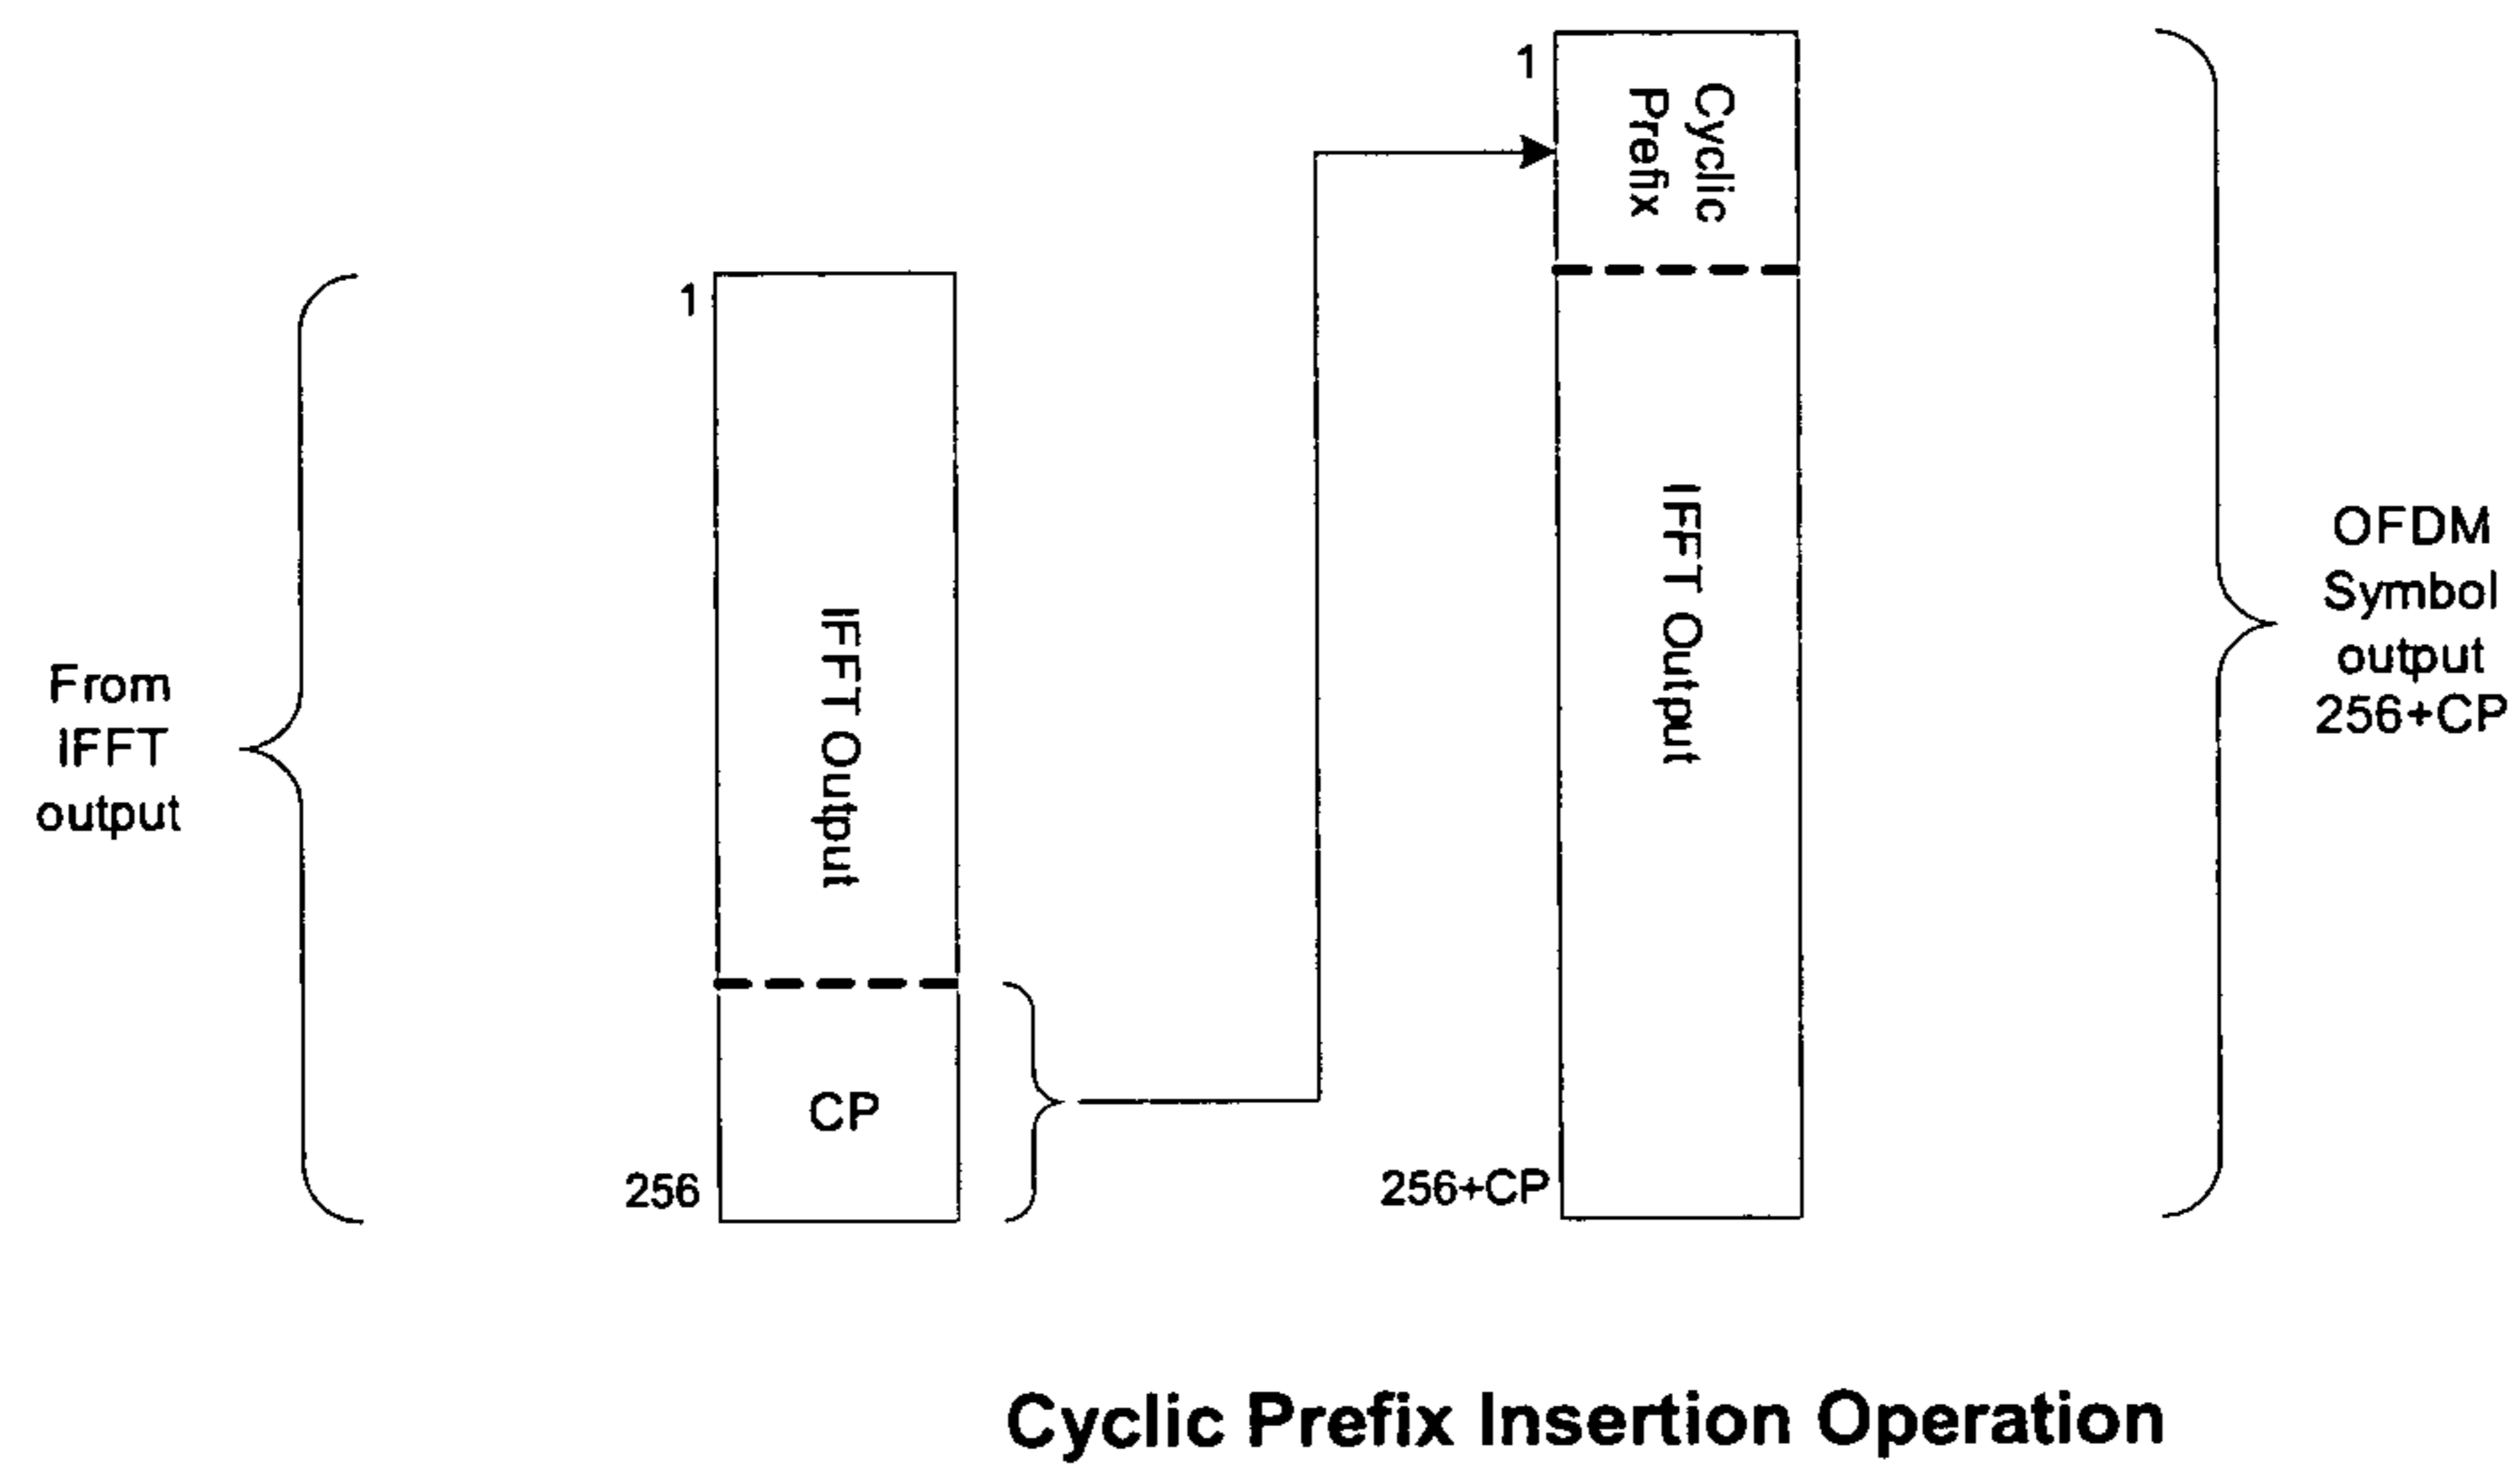 From
IFFT
output
1
IFFT Output
CP
256
1
Cyclic
Prefix
IFFT Output
256+CP
OFDM
Symbol
output
256+CP
Cyclic Prefix Insertion Operation